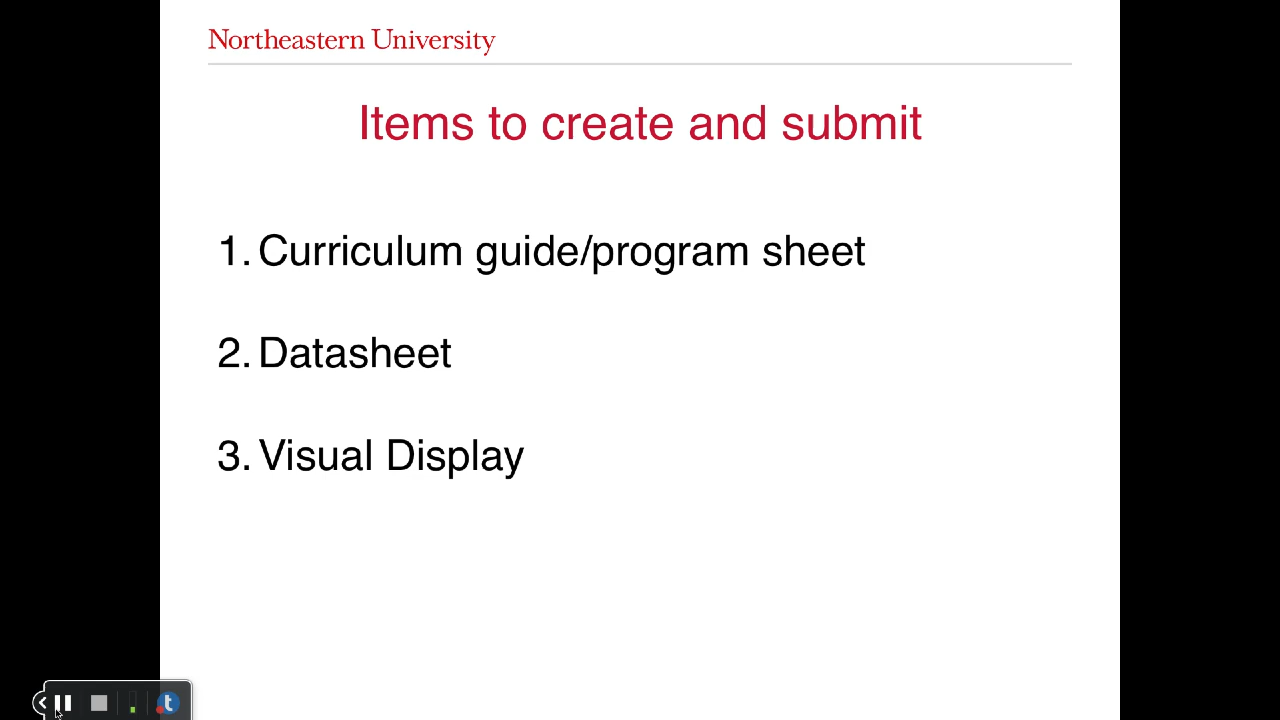 Northeastern University
Items to create and submit
1. Curriculum guide/program sheet
2. Datasheet
3. Visual Display
t